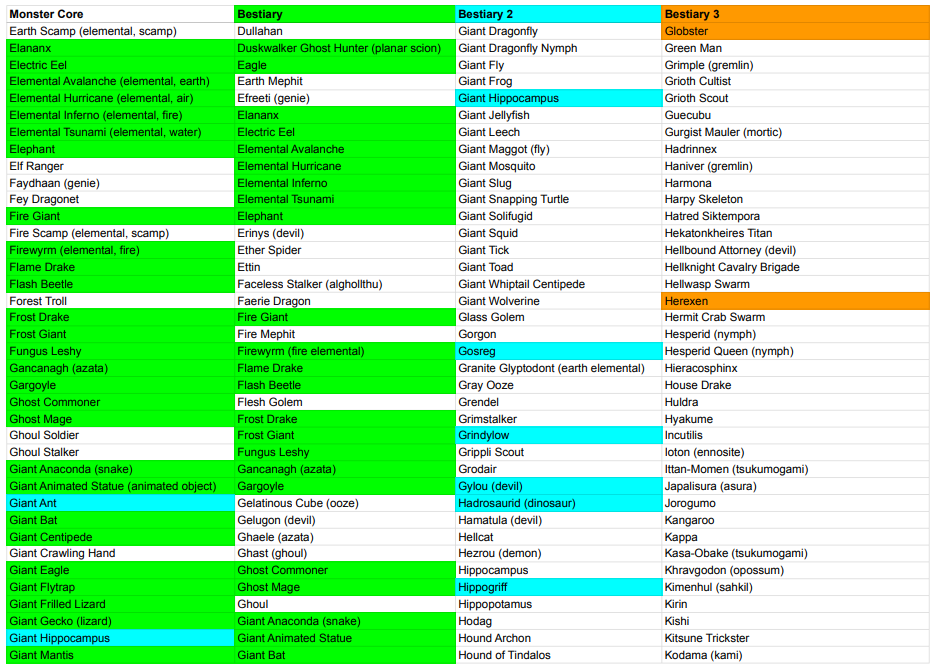 Monster Core Bestiary Bestiary 2 Bestiary 3
Earth Scamp (elemental, scamp) Dullahan Giant Dragonfly Globster
Elananx Duskwalker Ghost Hunter (planar scion) Giant Dragonfly Nymph Green Man
Electric Eel Eagle Giant Fly Grimple (gremlin)
Elemental Avalanche (elemental, earth) Earth Mephit Giant Frog Grioth Cultist
Elemental Hurricane (elemental, air) Efreeti (genie) Giant Hippocampus Grioth Scout
Elemental Inferno (elemental, fire) Elananx Giant Jellyfish Guecubu
Elemental Tsunami (elemental, water) Electric Eel Giant Leech Gurgist Mauler (mortic)
Elephant Elemental Avalanche Giant Maggot (fly) Hadrinnex
Elf Ranger Elemental Hurricane Giant Mosquito Haniver (gremlin)
Faydhaan (genie) Elemental Inferno Giant Slug Harmona
Fey Dragonet Elemental Tsunami Giant Snapping Turtle Harpy Skeleton
Fire Giant Elephant Giant Solifugid Hatred Siktempora
Fire Scamp (elemental, scamp) Erinys (devil) Giant Squid Hekatonkheires Titan
Firewyrm (elemental, fire) Ether Spider Giant Tick Hellbound Attorney (devil)
Flame Drake Ettin Giant Toad Hellknight Cavalry Brigade
Flash Beetle Faceless Stalker (alghollthu) Giant Whiptail Centipede Hellwasp Swarm
Forest Troll Faerie Dragon Giant Wolverine Herexen
Frost Drake Fire Giant Glass Golem Hermit Crab Swarm
Frost Giant Fire Mephit Gorgon Hesperid (nymph)
Fungus Leshy Firewyrm (fire elemental) Gosreg Hesperid Queen (nymph)
Gancanagh (azata) Flame Drake Granite Glyptodont (earth elemental) Hieracosphinx
Gargoyle Flash Beetle Gray Ooze House Drake
Ghost Commoner Flesh Golem Grendel Huldra
Ghost Mage Frost Drake Grimstalker Hyakume
Ghoul Soldier Frost Giant Grindylow Incutilis
Ghoul Stalker Fungus Leshy Grippli Scout Ioton (ennosite)
Giant Anaconda (snake) Gancanagh (azata) Grodair Ittan-Momen (tsukumogami)
Giant Animated Statue (animated object) Gargoyle Gylou (devil) Japalisura (asura)
Giant Ant Gelatinous Cube (ooze) Hadrosaurid (dinosaur) Jorogumo
Giant Bat Gelugon (devil) Hamatula (devil) Kangaroo
Giant Centipede Ghaele (azata) Hellcat Kappa
Giant Crawling Hand Ghast (ghoul) Hezrou (demon) Kasa-Obake (tsukumogami)
Giant Eagle Ghost Commoner Hippocampus Khravgodon (opossum)
Giant Flytrap Ghost Mage Hippogriff Kimenhul (sahkil)
Giant Frilled Lizard Ghoul Hippopotamus Kirin
Giant Gecko (lizard) Giant Anaconda (snake) Hodag Kishi
Giant Hippocampus Giant Animated Statue Hound Archon Kitsune Trickster
Giant Mantis Giant Bat Hound of Tindalos Kodama (kami)